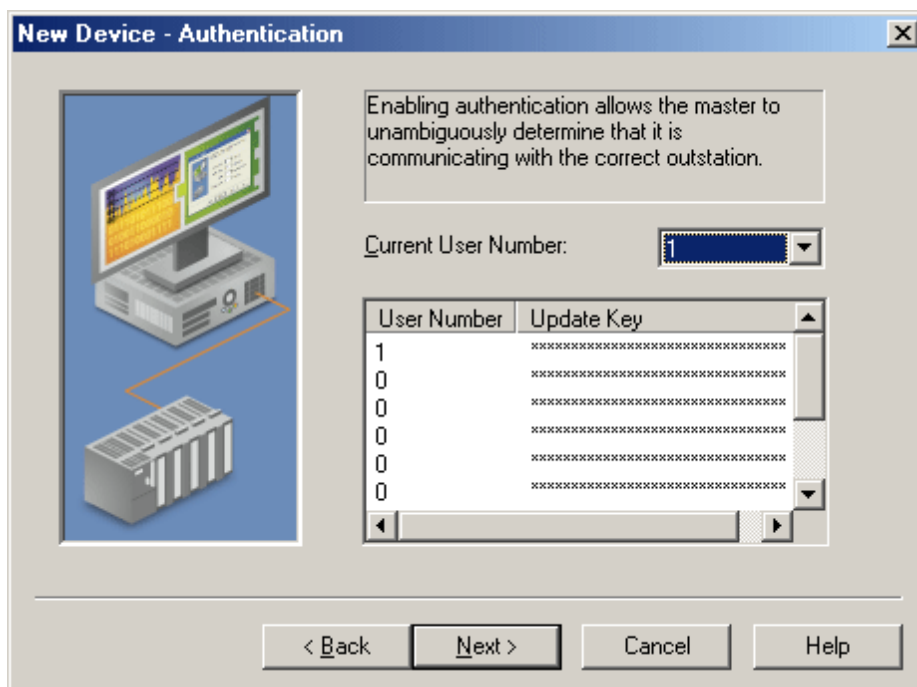 New Device - Authentication
Enabling authentication allows the master to
unambiguously determine that it is
communicating with the correct outstation.
Current User Number: 1
User Number Update Key
1 ********************************
0 ********************************
0 ********************************
0 ********************************
0 ********************************
0 ********************************
< Back Next > Cancel Help